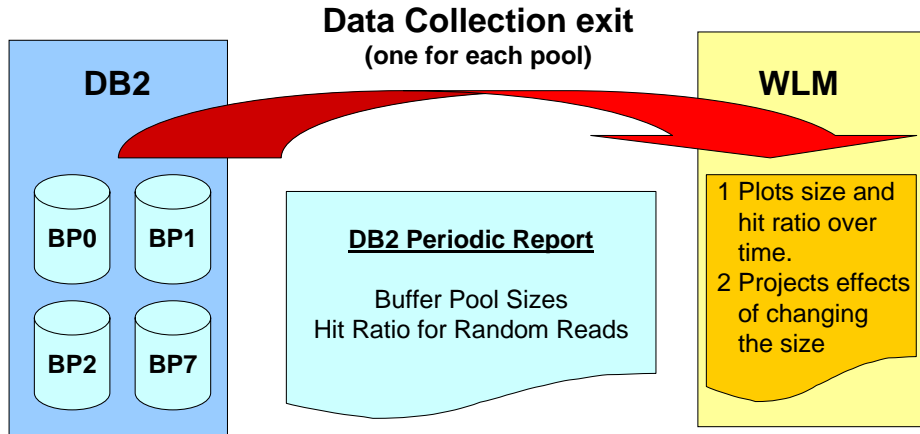 Data Collection exit
(one for each pool)
DB2
WLM
BP0
BP1
BP2
BP7
DB2 Periodic Report
Buffer Pool Sizes
Hit Ratio for Random Reads
1 Plots size and
hit ratio over
time.
2 Projects effects
of changing
the size